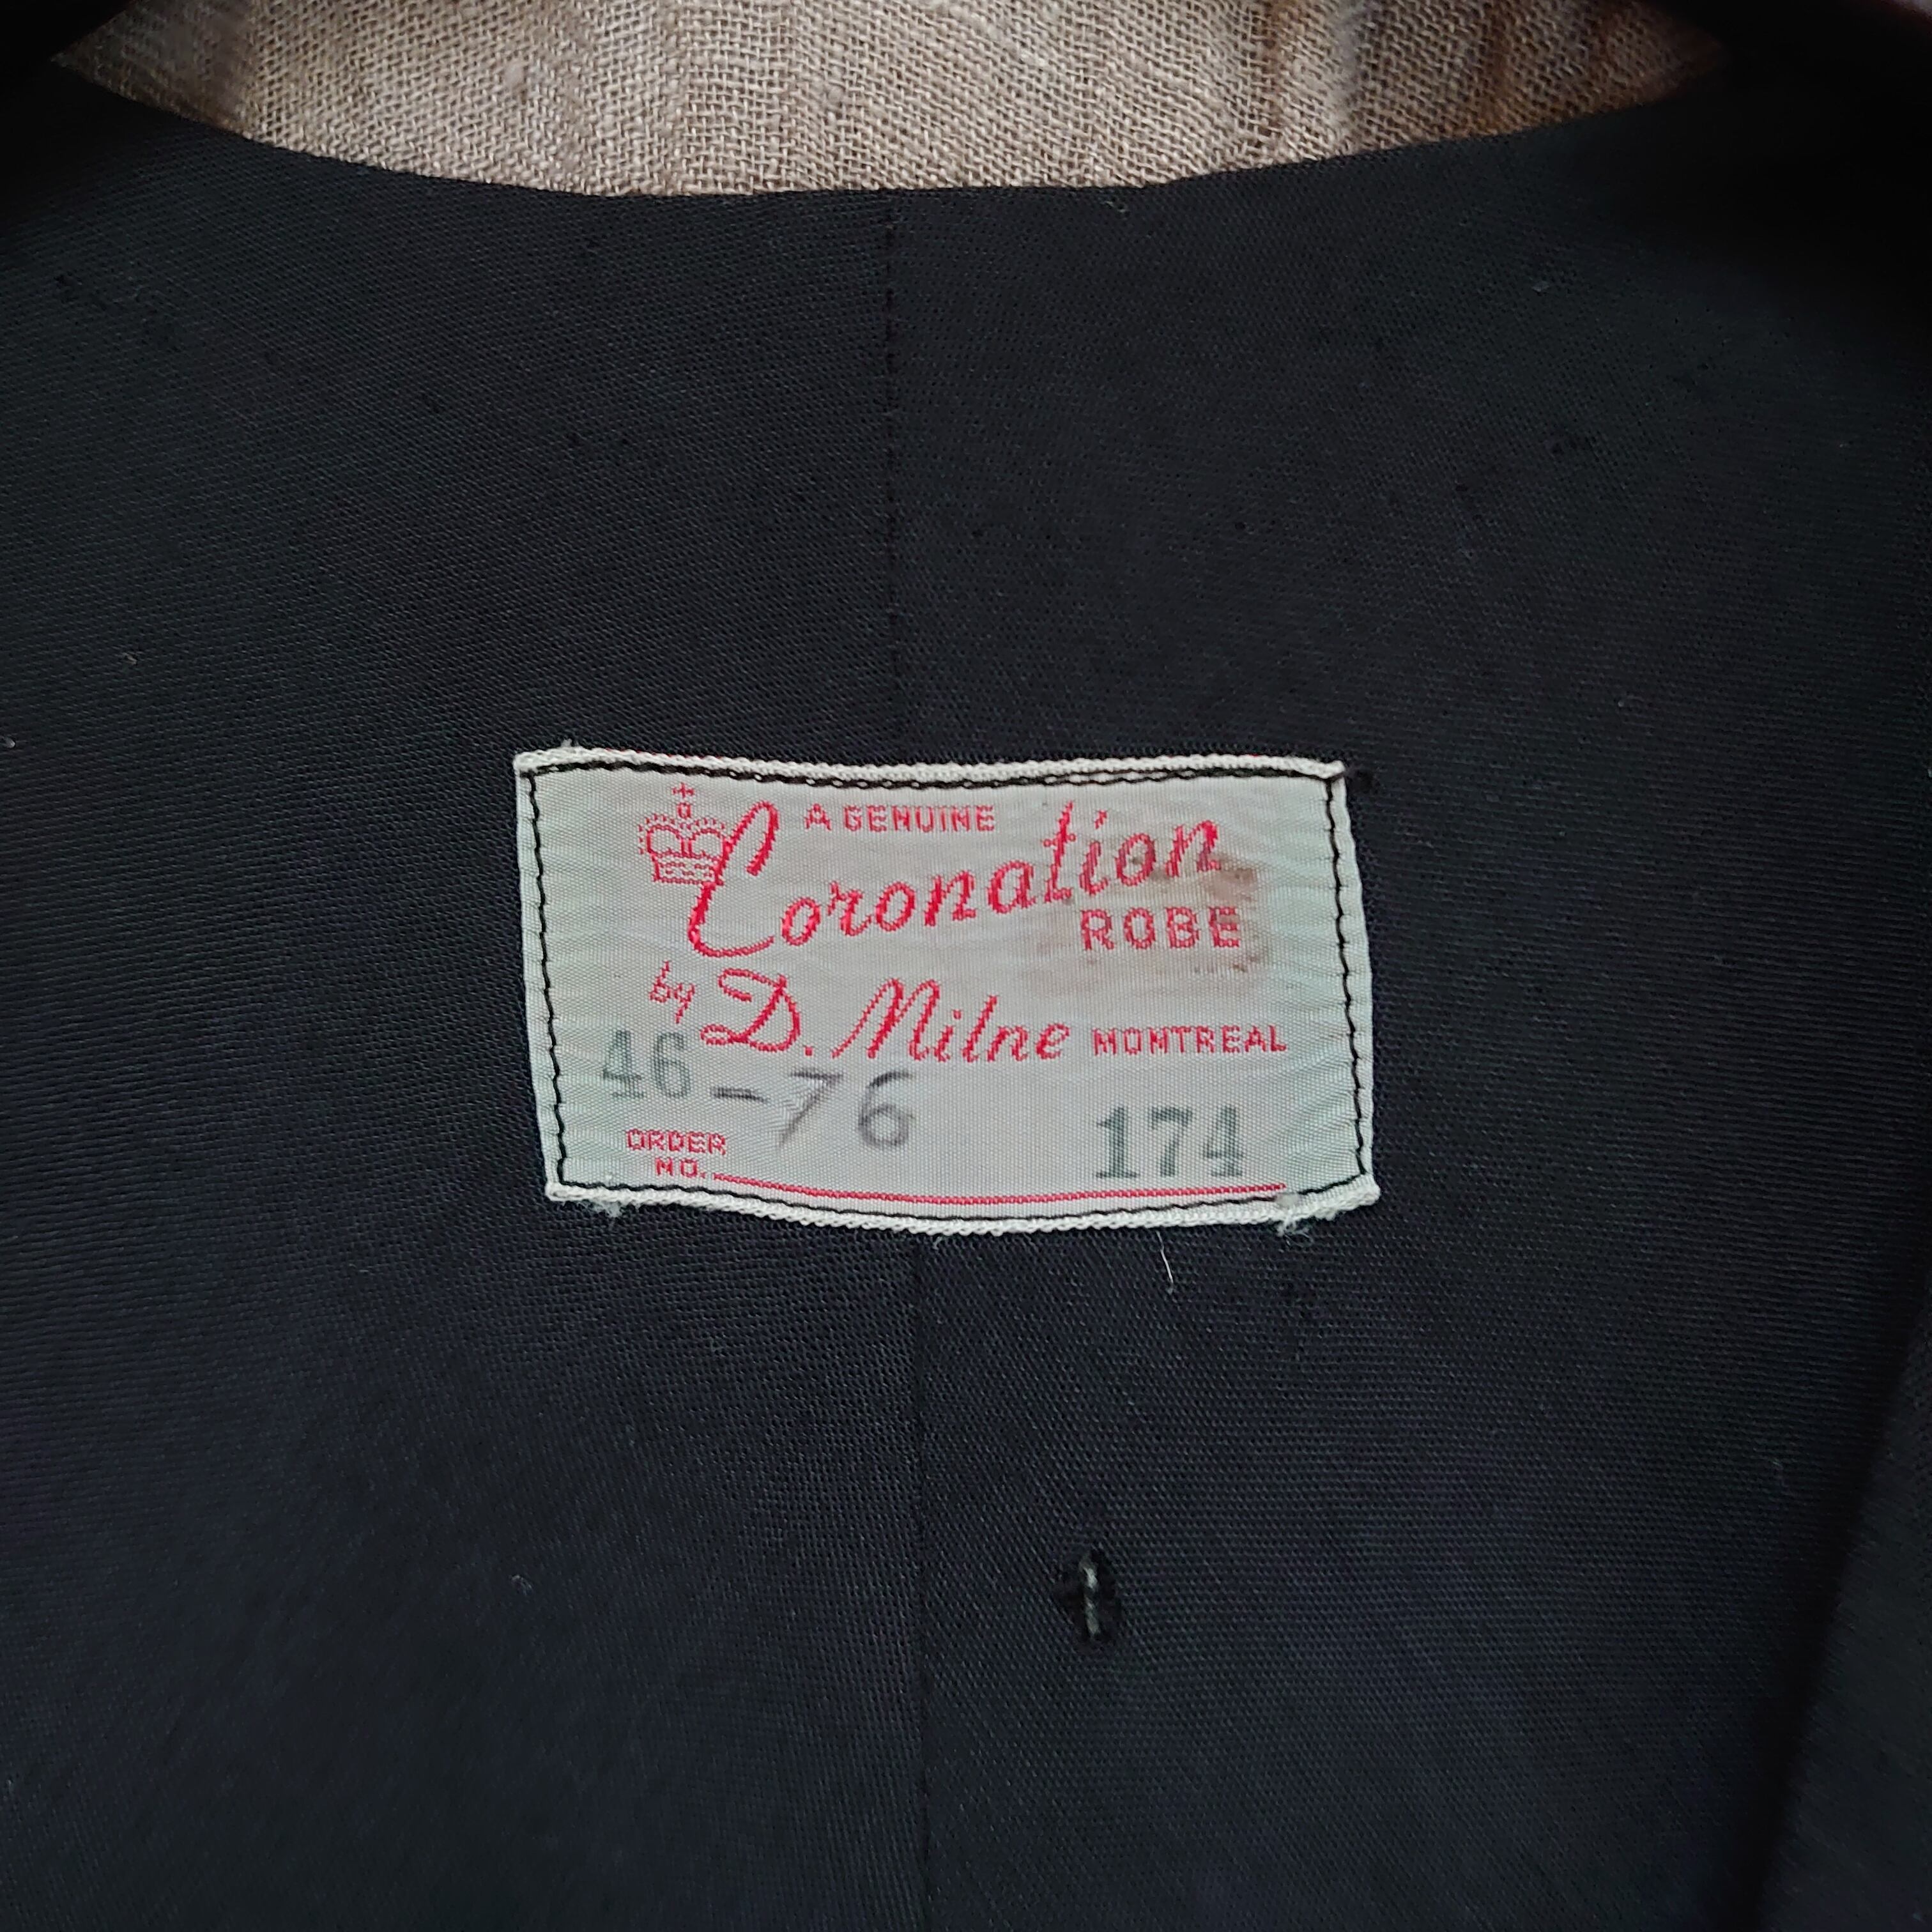 A GENUINE
Coronation
ROBE
by D. Milne MONTREAL
46-76
174
ORDER
NO.